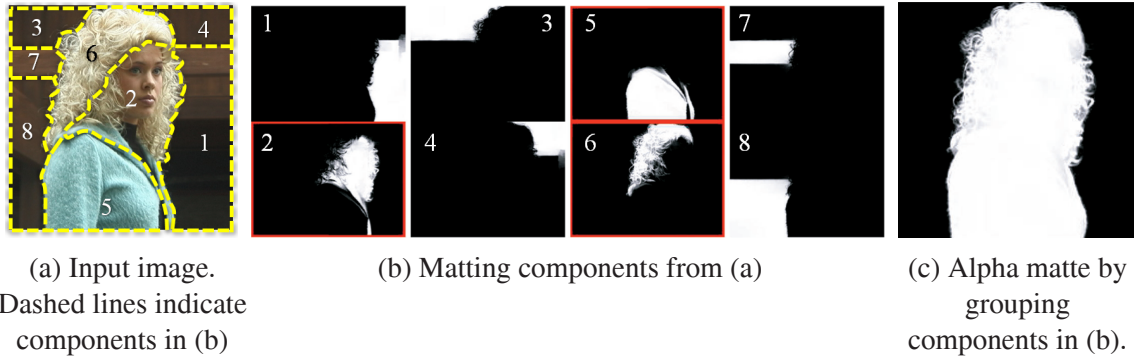 3
4
6
7
2
8
1
5
1
3
5
7
2
4
6
8
(a) Input image.
Dashed lines indicate
components in (b)
(b) Matting components from (a)
(c) Alpha matte by
grouping
components in (b).